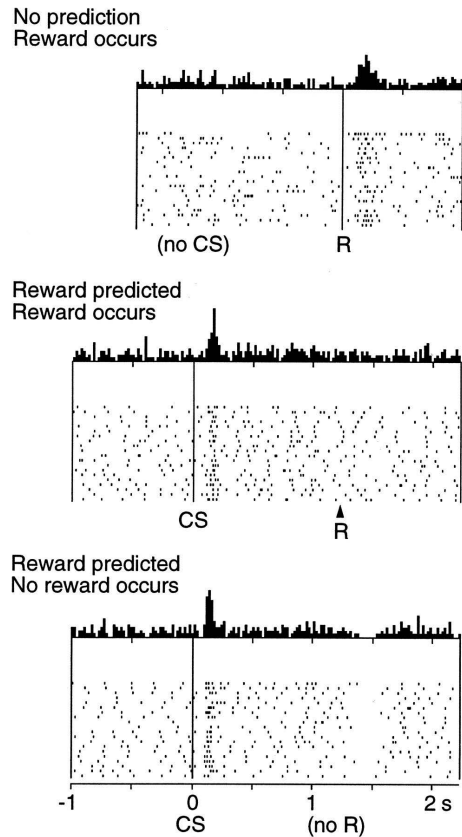 No prediction
Reward occurs
(no CS) R
Reward predicted
Reward occurs
CS R
Reward predicted
No reward occurs
-1 0 1 2 s
CS (no R)